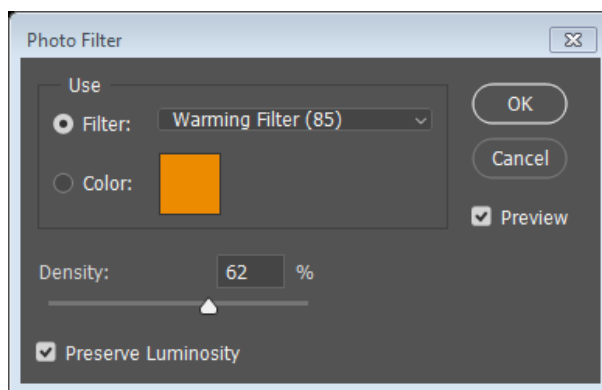 Photo Filter
Use
Filter: Warming Filter (85)
Color:
OK
Cancel
Preview
Density: 62 %
Preserve Luminosity